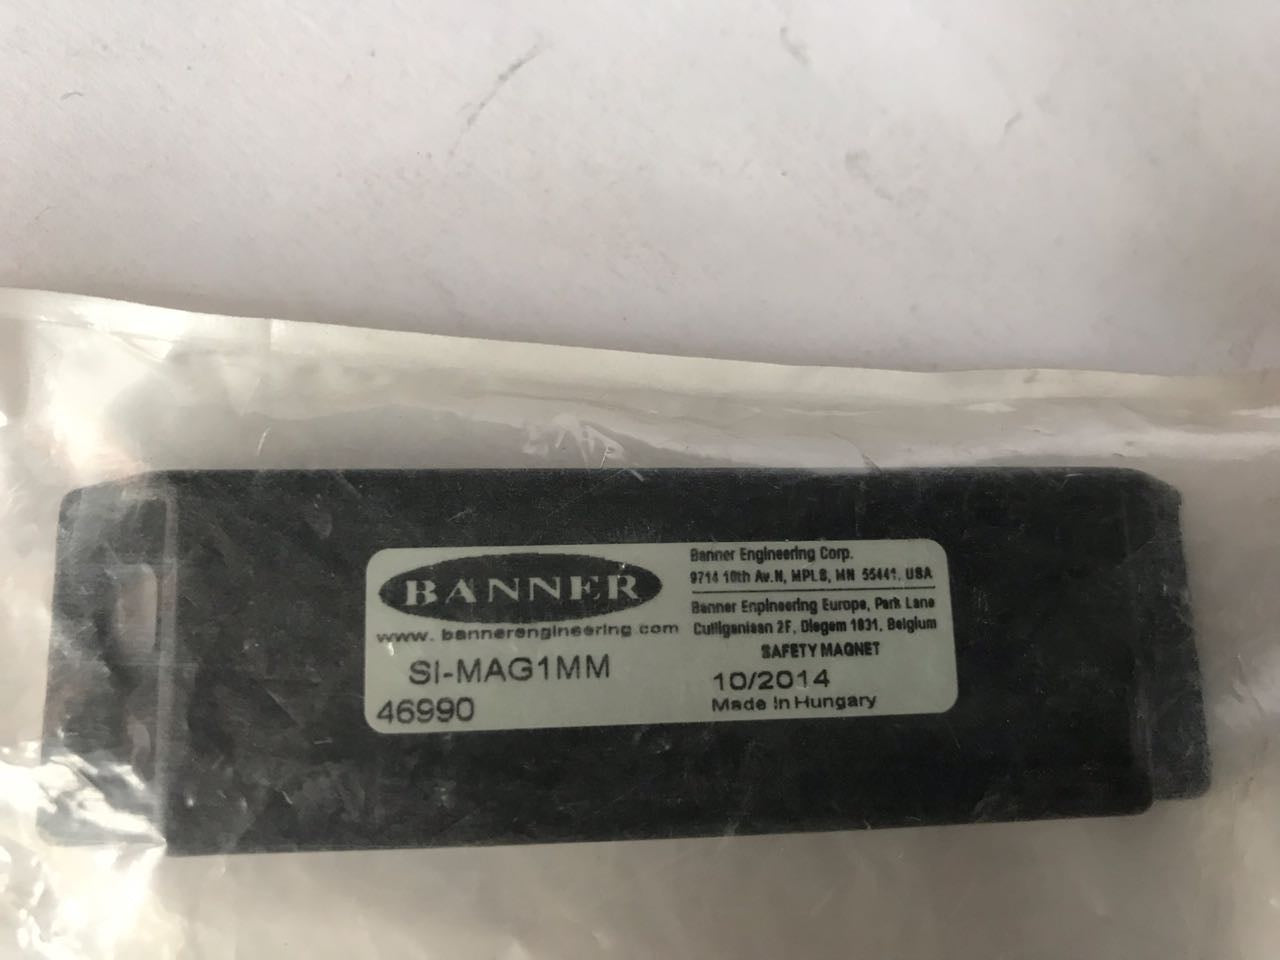 BANNER
www.bannerengineering.com
SI-MAG1MM
46990
Banner Engineering Corp.
9714 10th Av.N, MPLS, MN 55441, USA
Banner Engineering Europe, Park Lane
Culliganlaan 2F, Diegem 1831, Belgium
SAFETY MAGNET
10/2014
Made in Hungary